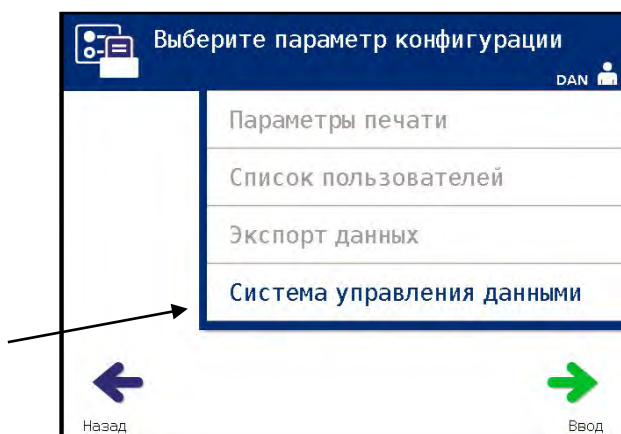 Выберите параметр конфигурации
DAN
Параметры печати
Список пользователей
Экспорт данных
Система управления данными
Назад
Ввод